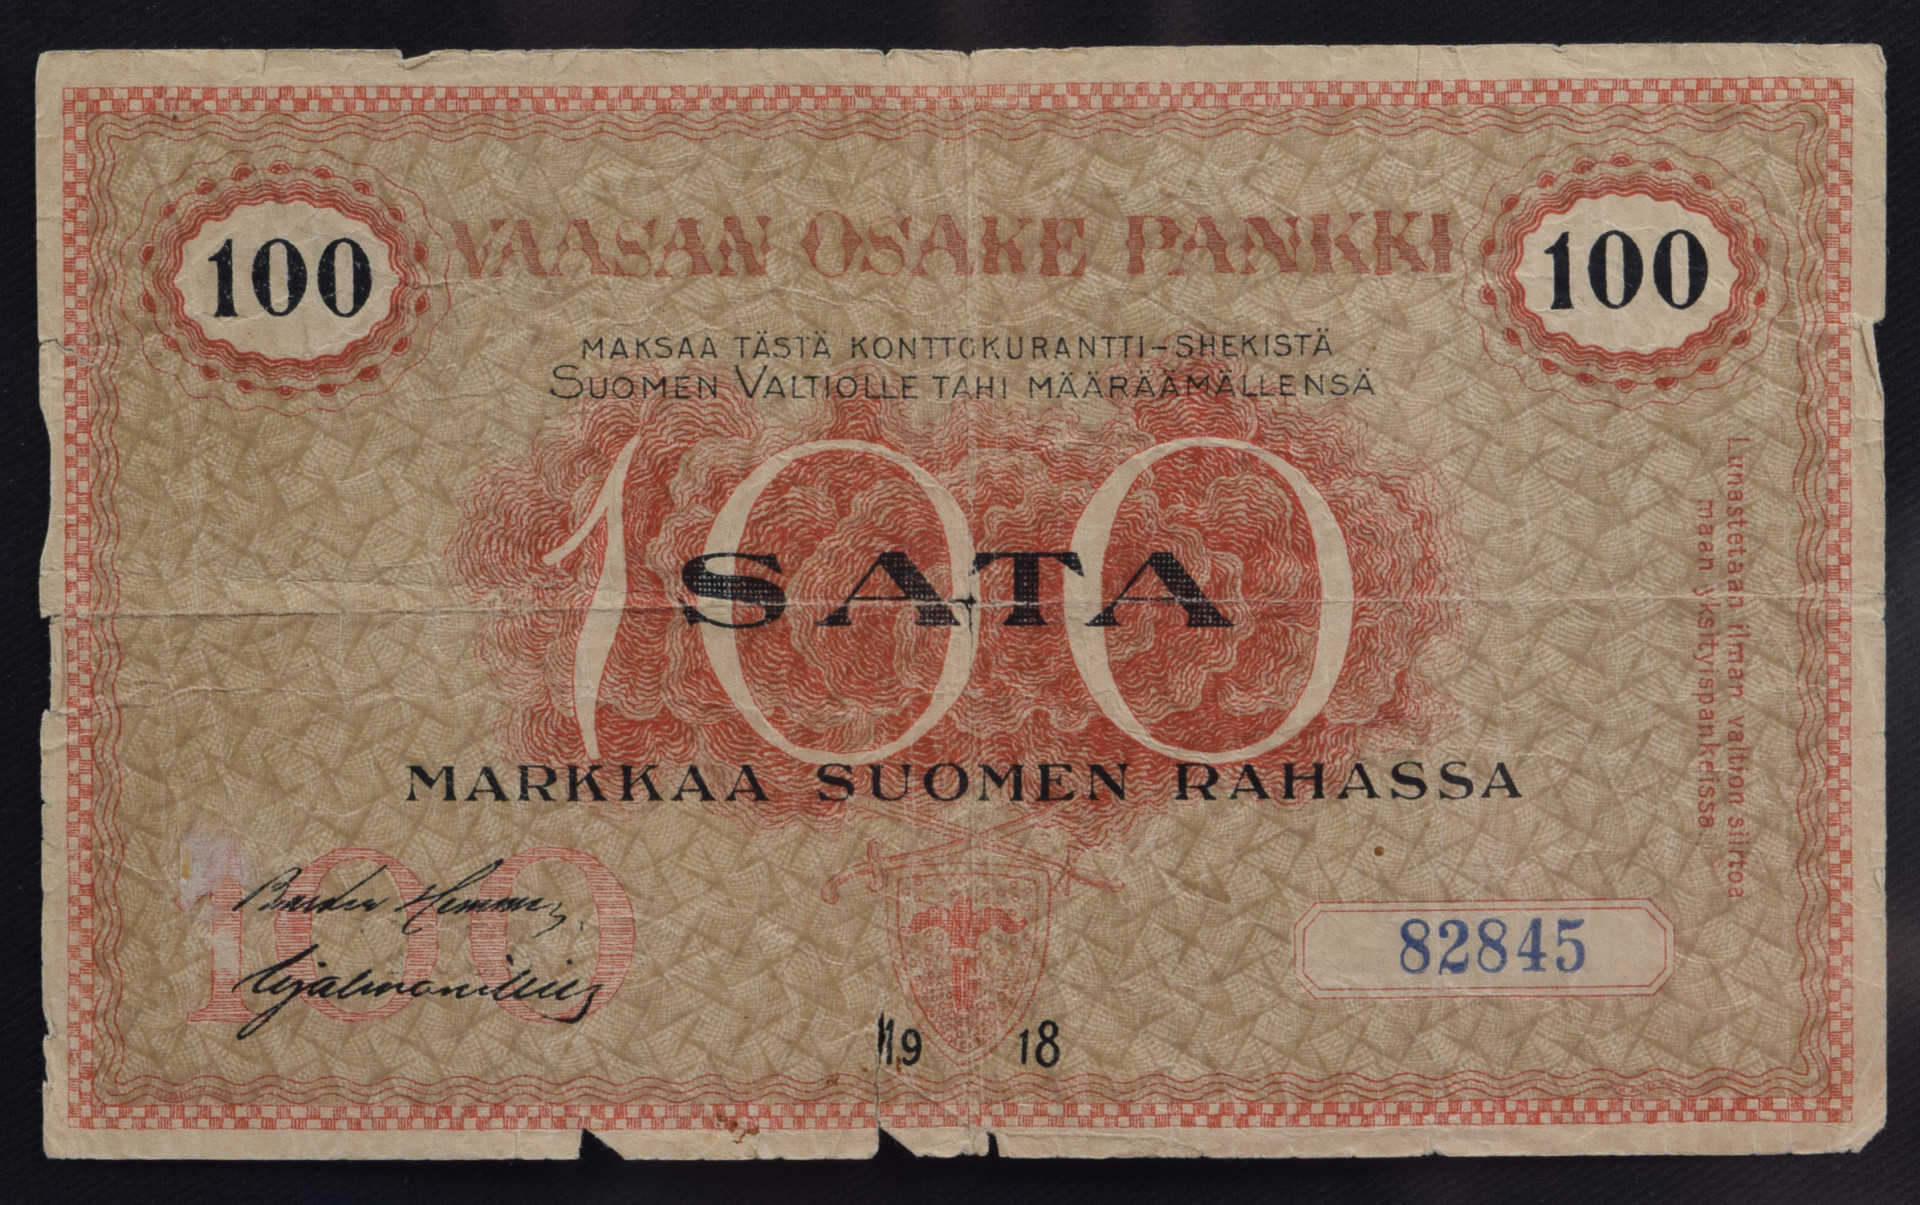 100
VAASAN OSAKE PANKKI
100
MAKSAA TÄSTÄ KONTTOKURANTTI-SHEKISTÄ
SUOMEN VALTIOLLE TAHI MÄÄRÄÄMÄLLENSÄ
100
SATA
MARKKAA SUOMEN RAHASSA
Lunastetaan ilman valtion siirtoa
maan yksityispankeissa.
100
82845
19 18